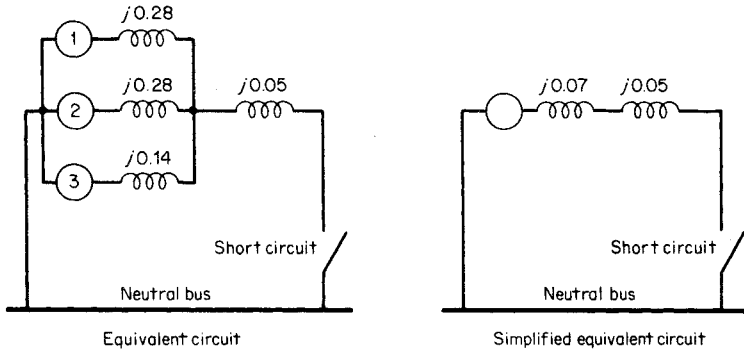 j0.28
1
j0.28
2
j0.05
j0.14
3
Short circuit
Neutral bus
Equivalent circuit
j0.07
j0.05
Short circuit
Neutral bus
Simplified equivalent circuit